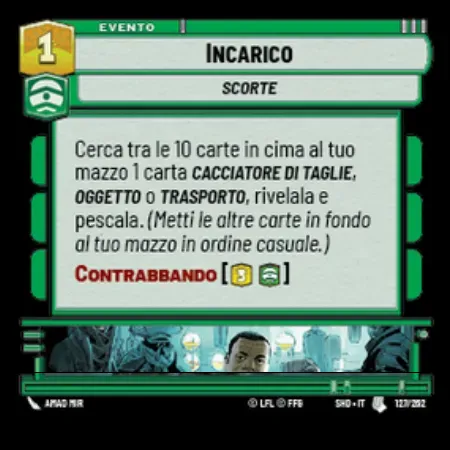 EVENTO
1
INCARICO
SCORTE
Cerca tra le 10 carte in cima al tuo
mazzo 1 carta CACCIATORE DI TAGLIE,
OGGETTO o TRASPORTO, rivelala e
pescala. (Metti le altre carte in fondo
al tuo mazzo in ordine casuale.)
CONTRABBANDO [3]
AMAD MIR
© LFL © FFG
SHD • IT
127/262